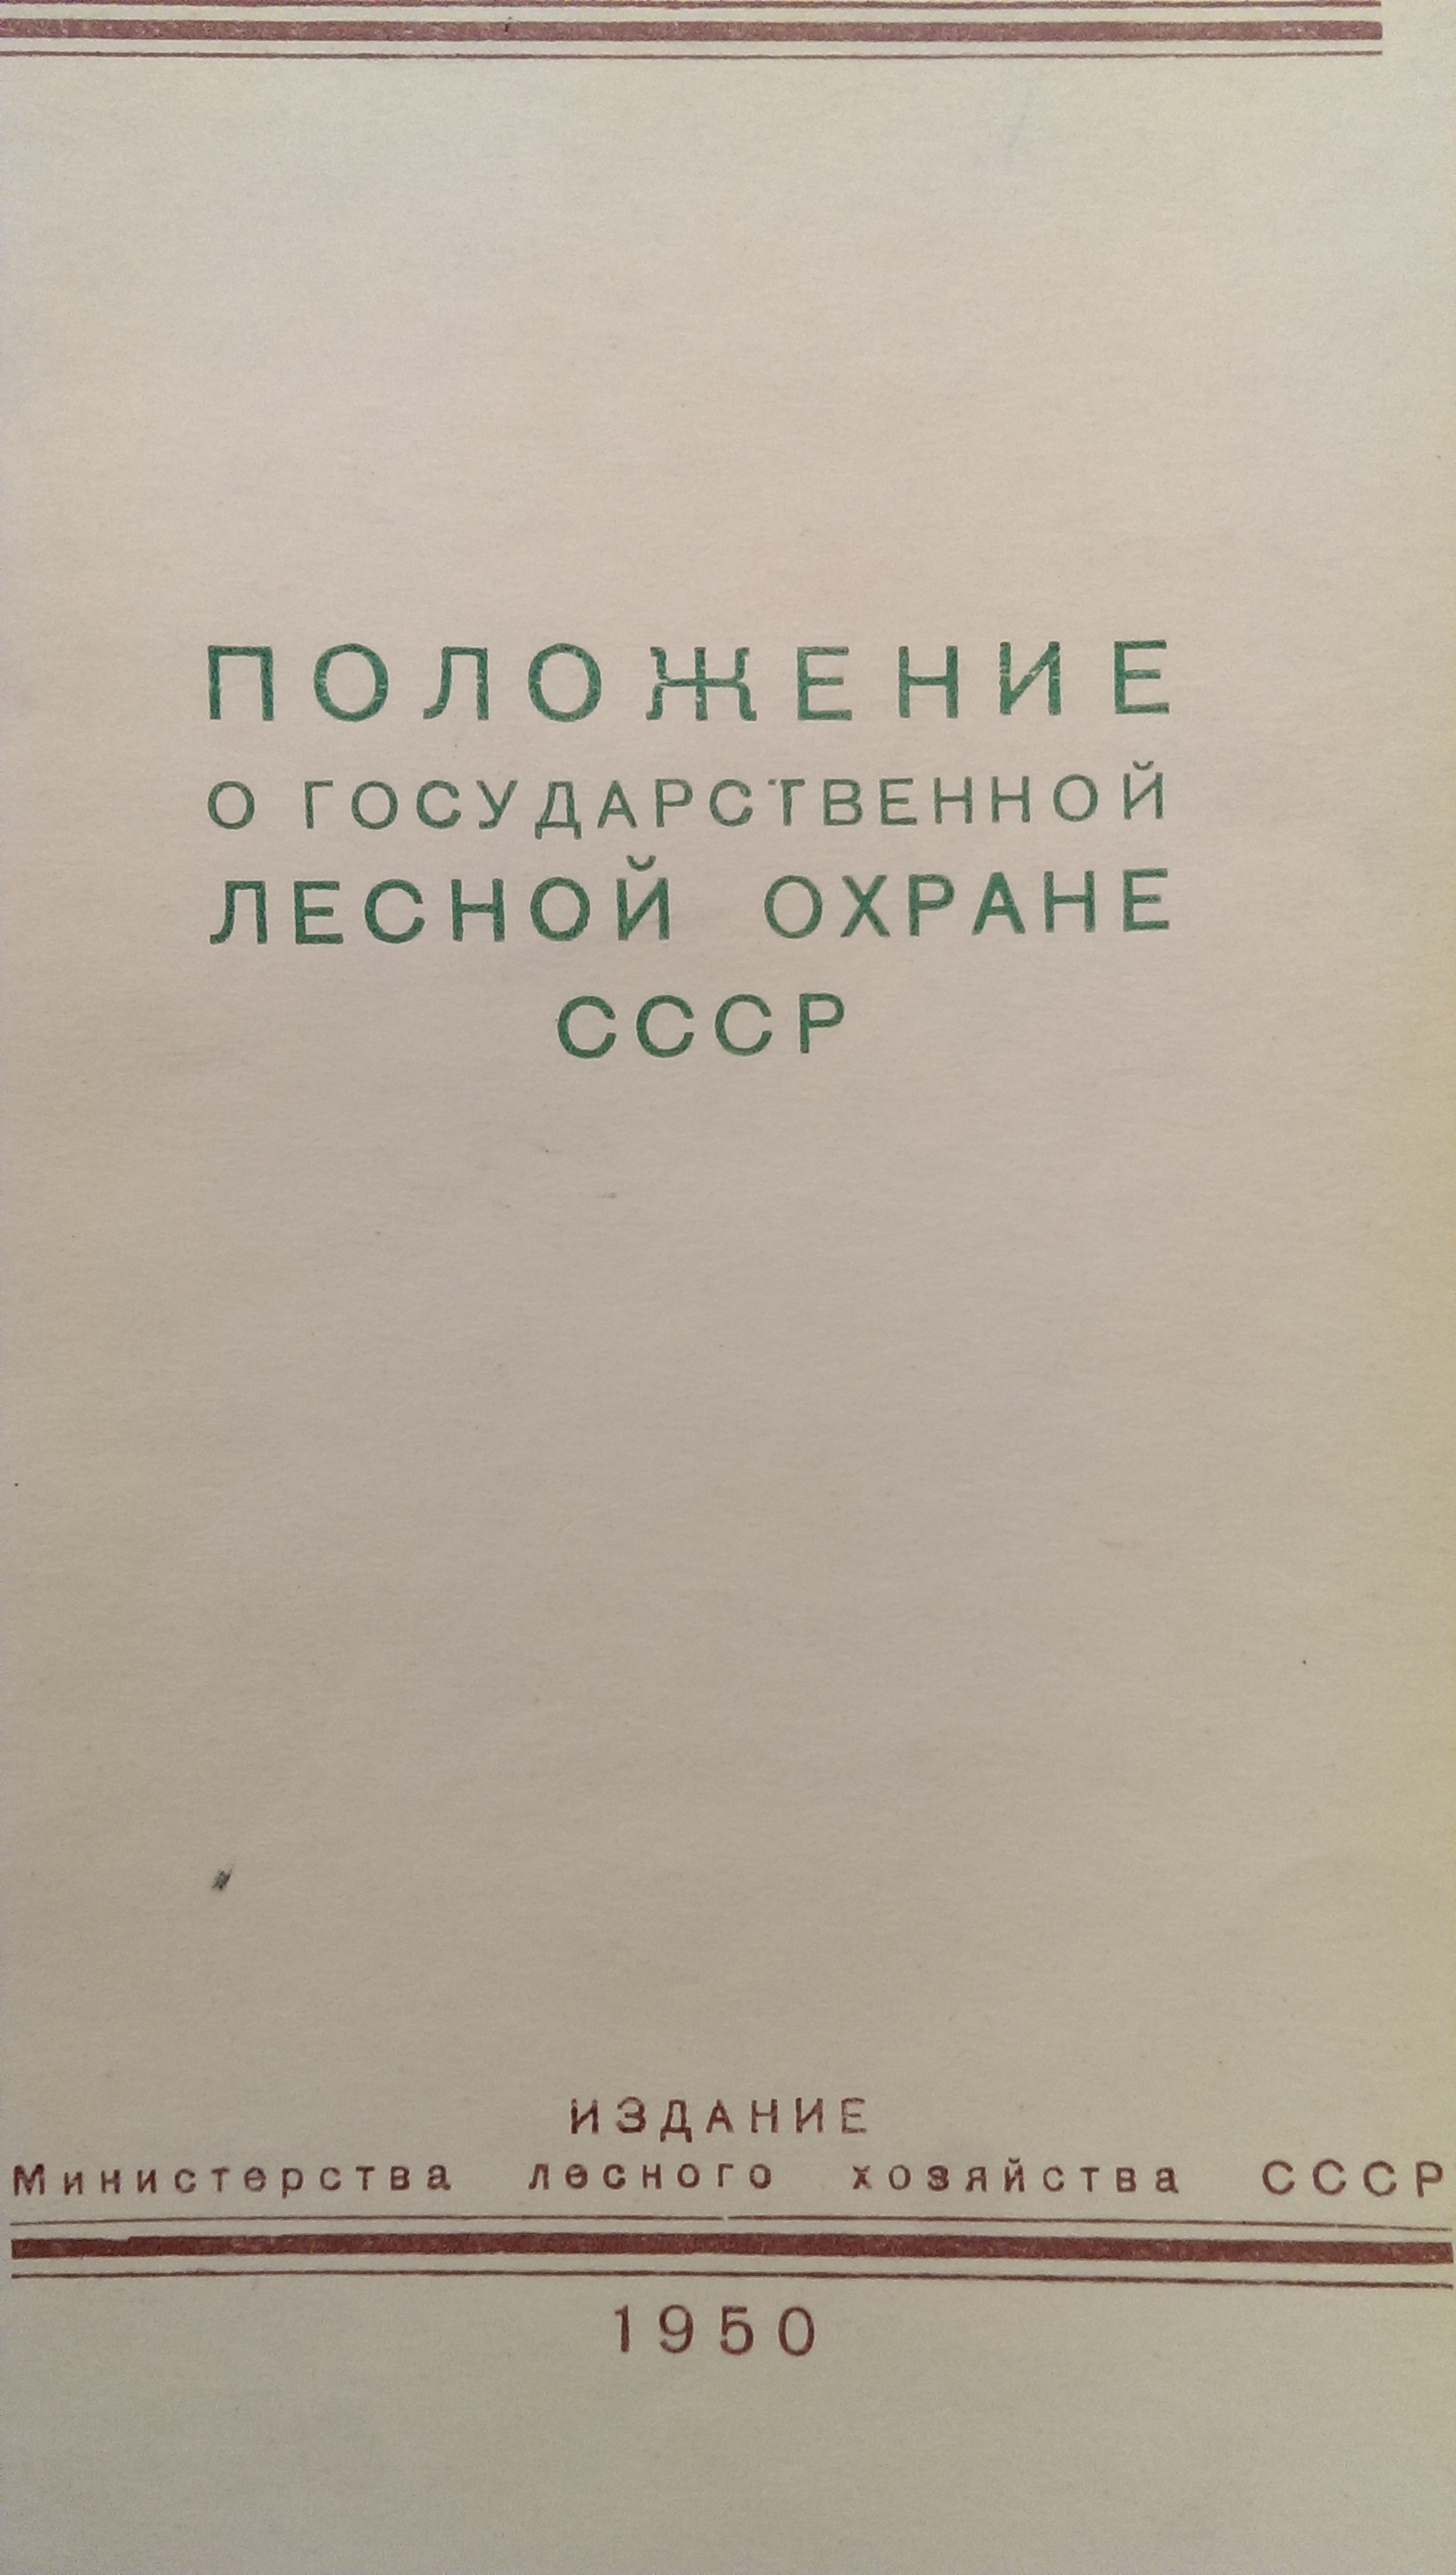 ПОЛОЖЕНИЕ
О ГОСУДАРСТВЕННОЙ
ЛЕСНОЙ ОХРАНЕ
СССР
ИЗДАНИЕ
Министерства лесного хозяйства СССР
1950